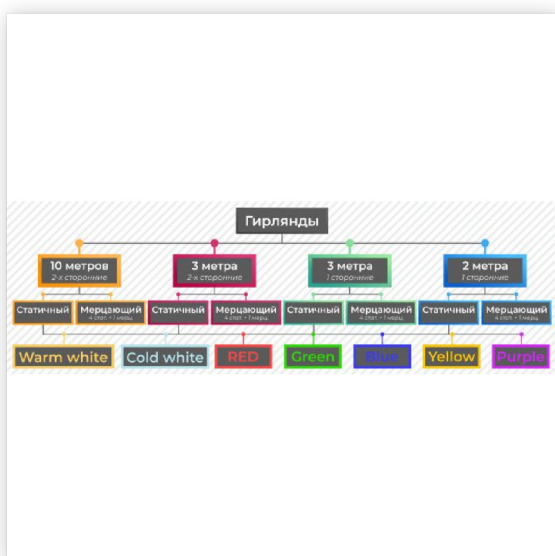 Гирлянды
10 метров
2-х сторонние
3 метра
2-х сторонние
3 метра
1 сторонние
2 метра
1 сторонние
Статичный
Мерцающий
4 стат. + 1 мерц.
Статичный
Мерцающий
4 стат. + 1 мерц.
Статичный
Мерцающий
4 стат. + 1 мерц.
Статичный
Мерцающий
4 стат. + 1 мерц.
Warm white
Cold white
RED
Green
Blue
Yellow
Purple